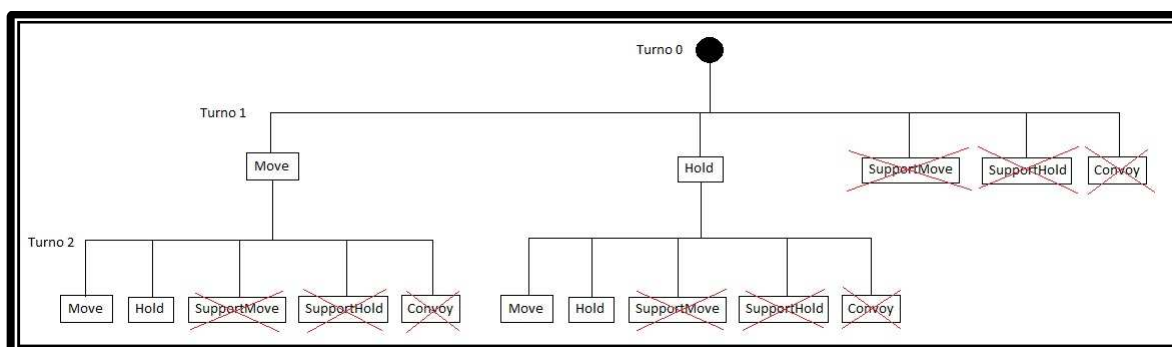 Turno 0
Turno 1
Move
Hold
SupportMove
SupportHold
Convoy
Turno 2
Move
Hold
SupportMove
SupportHold
Convoy
Move
Hold
SupportMove
SupportHold
Convoy